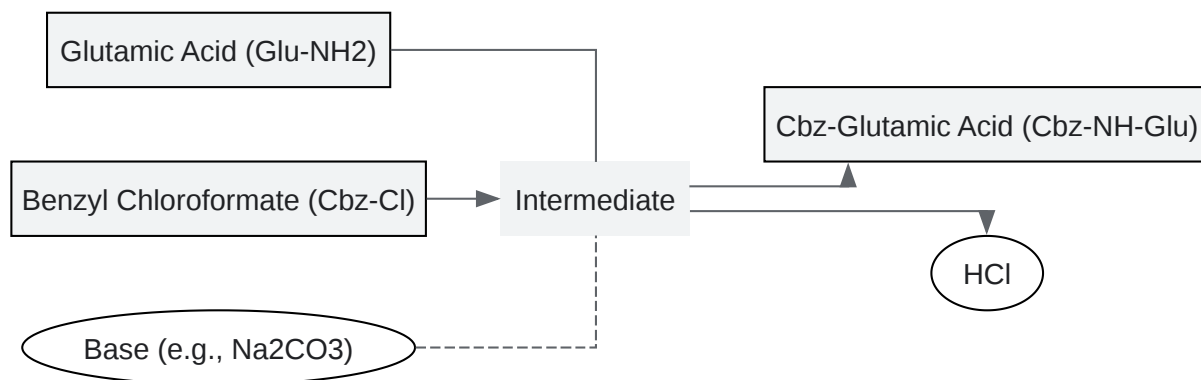 Glutamic Acid (Glu-NH2)
Cbz-Glutamic Acid (Cbz-NH-Glu)
Benzyl Chloroformate (Cbz-Cl)
Intermediate
HCl
Base (e.g., Na2CO3)